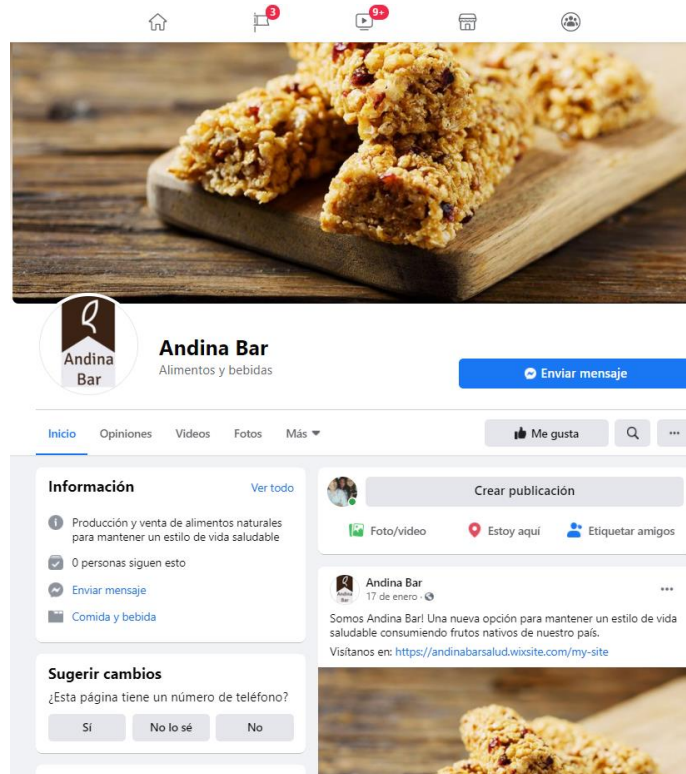 3
9+
Andina
Bar
Andina Bar
Alimentos y bebidas
Enviar mensaje
Inicio Opiniones Videos Fotos Más
Me gusta
Información Ver todo
Producción y venta de alimentos naturales
para mantener un estilo de vida saludable
0 personas siguen esto
Enviar mensaje
Comida y bebida
Sugerir cambios
¿Esta página tiene un número de teléfono?
Sí No lo sé No
Crear publicación
Foto/video Estoy aquí Etiquetar amigos
Andina
Bar
Andina Bar
17 de enero ·
Somos Andina Bar! Una nueva opción para mantener un estilo de vida
saludable consumiendo frutos nativos de nuestro país.
Visítanos en: https://andinabarsalud.wixsite.com/my-site